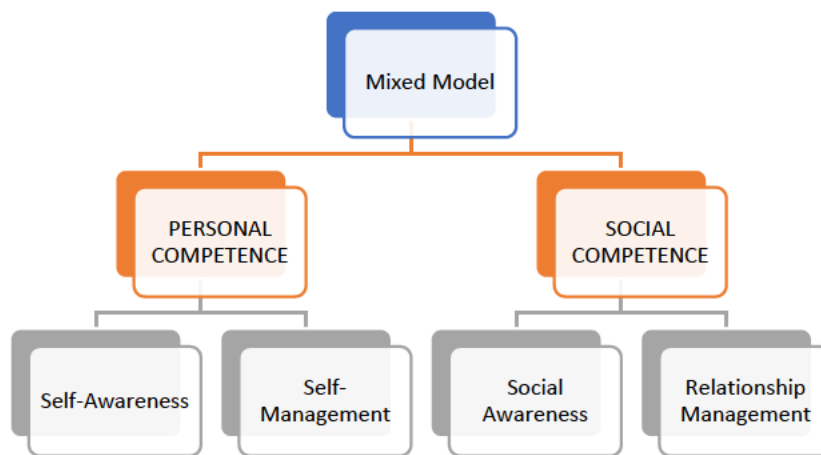 Mixed Model
PERSONAL
COMPETENCE
SOCIAL
COMPETENCE
Self-Awareness
Self-
Management
Social
Awareness
Relationship
Management